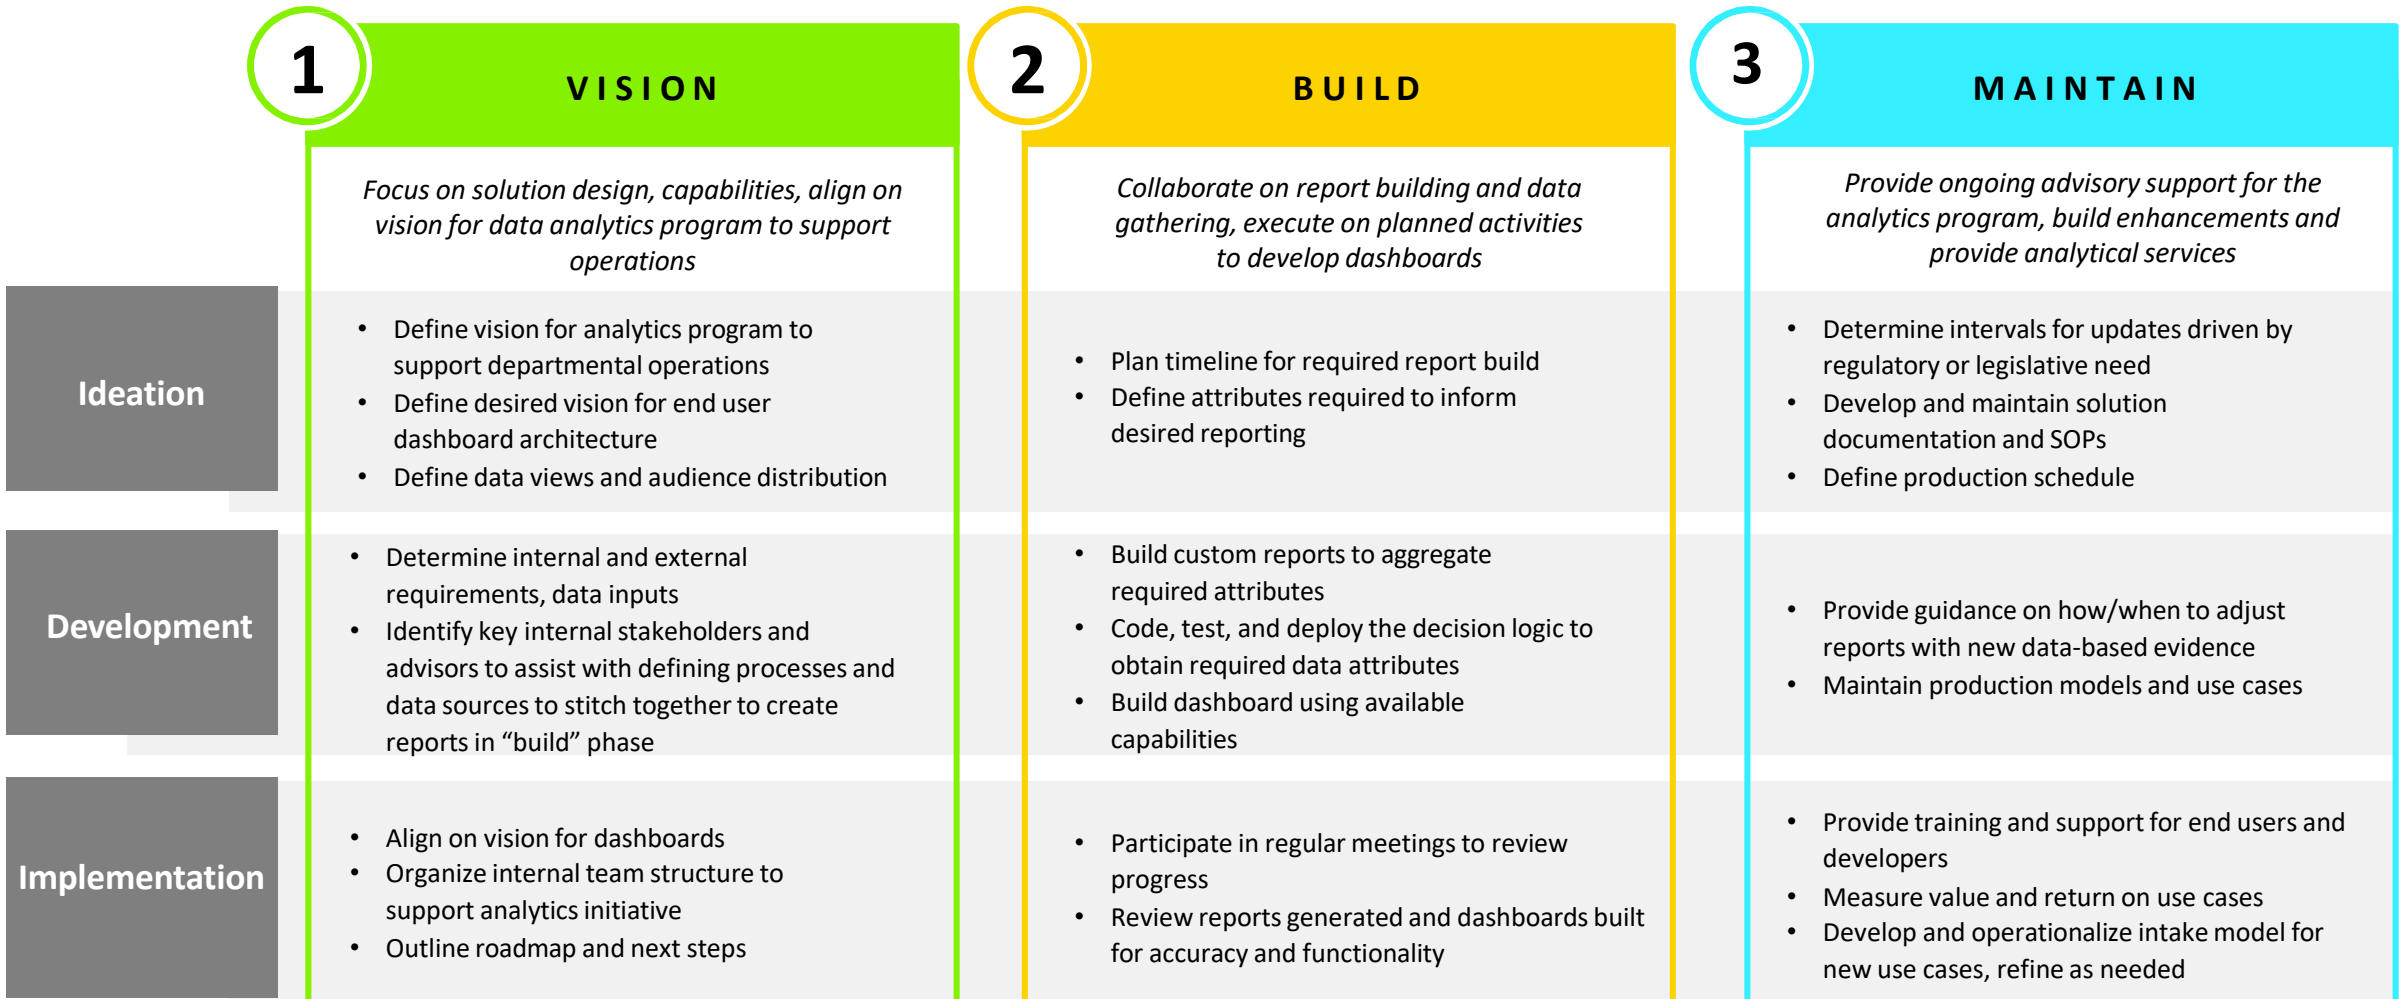 1
VISION
2
BUILD
3
MAINTAIN
Focus on solution design, capabilities, align on
vision for data analytics program to support
operations
Collaborate on report building and data
gathering, execute on planned activities
to develop dashboards
Provide ongoing advisory support for the
analytics program, build enhancements and
provide analytical services
Ideation
• Define vision for analytics program to
support departmental operations
• Define desired vision for end user
dashboard architecture
• Define data views and audience distribution
• Plan timeline for required report build
• Define attributes required to inform
desired reporting
• Determine intervals for updates driven by
regulatory or legislative need
• Develop and maintain solution
documentation and SOPs
• Define production schedule
Development
• Determine internal and external
requirements, data inputs
• Identify key internal stakeholders and
advisors to assist with defining processes and
data sources to stitch together to create
reports in “build” phase
• Build custom reports to aggregate
required attributes
• Code, test, and deploy the decision logic to
obtain required data attributes
• Build dashboard using available
capabilities
• Provide guidance on how/when to adjust
reports with new data-based evidence
• Maintain production models and use cases
Implementation
• Align on vision for dashboards
• Organize internal team structure to
support analytics initiative
• Outline roadmap and next steps
• Participate in regular meetings to review
progress
• Review reports generated and dashboards built
for accuracy and functionality
• Provide training and support for end users and
developers
• Measure value and return on use cases
• Develop and operationalize intake model for
new use cases, refine as needed